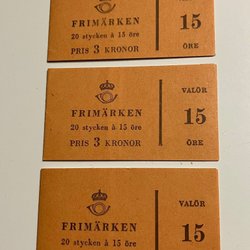 FRIMÄRKEN
20 stycken à 15 öre
PRIS 3 KRONOR
VALÖR
15
ÖRE
FRIMÄRKEN
20 stycken à 15 öre
PRIS 3 KRONOR
VALÖR
15
ÖRE
FRIMÄRKEN
20 stycken à 15 öre
VALÖR
15